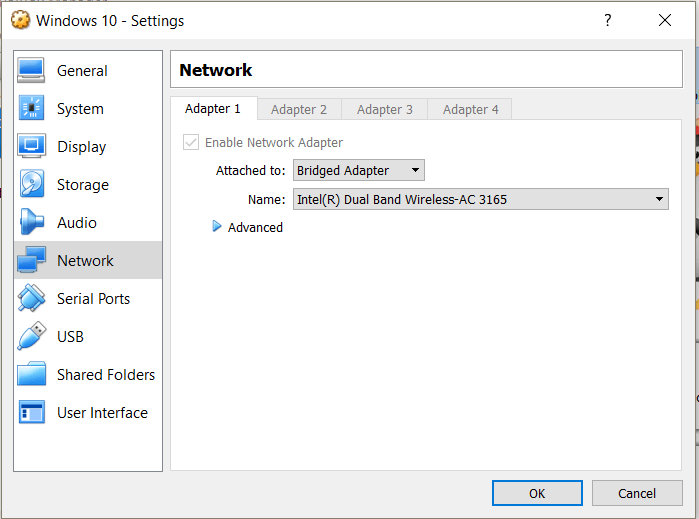 Windows 10 - Settings
?
General
System
Display
Storage
Audio
Network
Serial Ports
USB
Shared Folders
User Interface
Network
Adapter 1 Adapter 2 Adapter 3 Adapter 4
Enable Network Adapter
Attached to: Bridged Adapter
Name: Intel(R) Dual Band Wireless-AC 3165
Advanced
OK Cancel